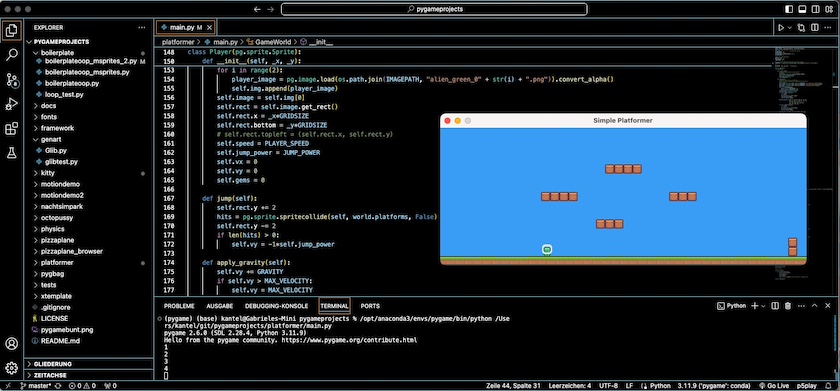 pygameprojects
EXPLORER
PYGAMEPROJECTS
boilerplate
boilerplateoop_msprites_2.py M
boilerplateoop_msprites.py
boilerplateoop.py
loop_test.py
docs
fonts
framework
genart
Glib.py
glibtest.py
kitty
motiondemo
motiondemo2
nachtsimpark
octopussy
physics
pizzaplane
pizzaplane_browser
platformer
pygbag
tests
xtemplate
.gitignore
LICENSE
pygamebunt.png
README.md
GLIEDERUNG
ZEITACHSE
main.py M
platformer > main.py > GameWorld > __init__
148 class Player(pg.sprite.Sprite):
150 def __init__(self, _x, _y):
153 for i in range(2):
154 player_image = pg.image.load(os.path.join(IMAGEPATH, "alien_green_0" + str(i) + ".png")).convert_alpha()
155 self.img.append(player_image)
156 self.image = self.img[0]
157 self.rect = self.image.get_rect()
158 self.rect.x = _x*GRIDSIZE
159 self.rect.bottom = _y*GRIDSIZE
160 # self.rect.topleft = (self.rect.x, self.rect.y)
161 self.speed = PLAYER_SPEED
162 self.jump_power = JUMP_POWER
163 self.vx = 0
164 self.vy = 0
165 self.gems = 0
166
167 def jump(self):
168 self.rect.y += 2
169 hits = pg.sprite.spritecollide(self, world.platforms, False)
170 self.rect.y -= 2
171 if len(hits) > 0:
172 self.vy = -1*self.jump_power
173
174 def apply_gravity(self):
175 self.vy += GRAVITY
176 if self.vy > MAX_VELOCITY:
177 self.vy = MAX_VELOCITY
Simple Platformer
PROBLEME AUSGABE DEBUGGING-KONSOLE TERMINAL PORTS
Python
(pygame) (base) kantel@Gabrieles-Mini pygameprojects % /opt/anaconda3/envs/pygame/bin/python /Use
rs/kantel/git/pygameprojects/platformer/main.py
pygame 2.6.0 (SDL 2.28.4, Python 3.11.9)
Hello from the pygame community. https://www.pygame.org/contribute.html
1
2
3
4
master* 0 0 0 Zeile 44, Spalte 31 Leerzeichen: 4 UTF-8 LF Python 3.11.9 ('pygame': conda) Go Live p5play